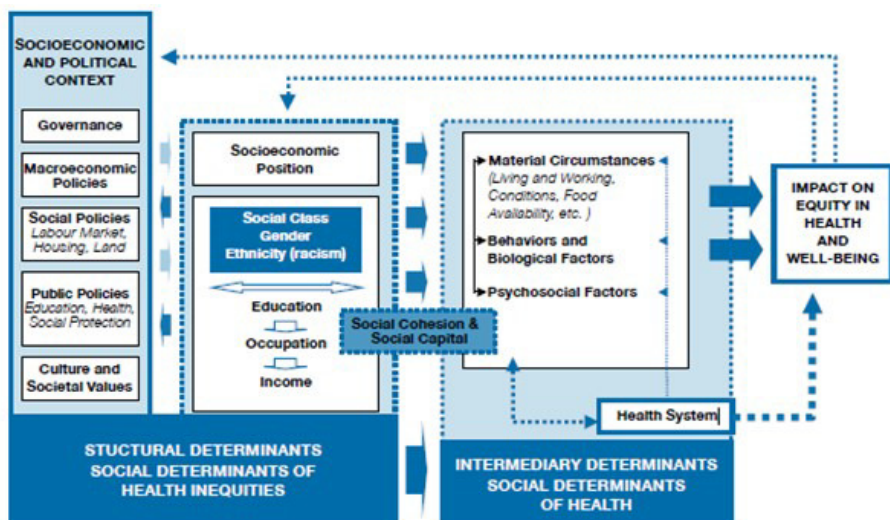 SOCIOECONOMIC
AND POLITICAL
CONTEXT
Governance
Macroeconomic
Policies
Social Policies
Labour Market,
Housing, Land
Public Policies
Education, Health,
Social Protection
Culture and
Societal Values
Socioeconomic
Position
Social Class
Gender
Ethnicity (racism)
Education
Occupation
Income
Social Cohesion &
Social Capital
Material Circumstances
(Living and Working,
Conditions, Food
Availability, etc. )
Behaviors and
Biological Factors
Psychosocial Factors
Health System
IMPACT ON
EQUITY IN
HEALTH
AND
WELL-BEING
STUCTURAL DETERMINANTS
SOCIAL DETERMINANTS OF
HEALTH INEQUITIES
INTERMEDIARY DETERMINANTS
SOCIAL DETERMINANTS
OF HEALTH